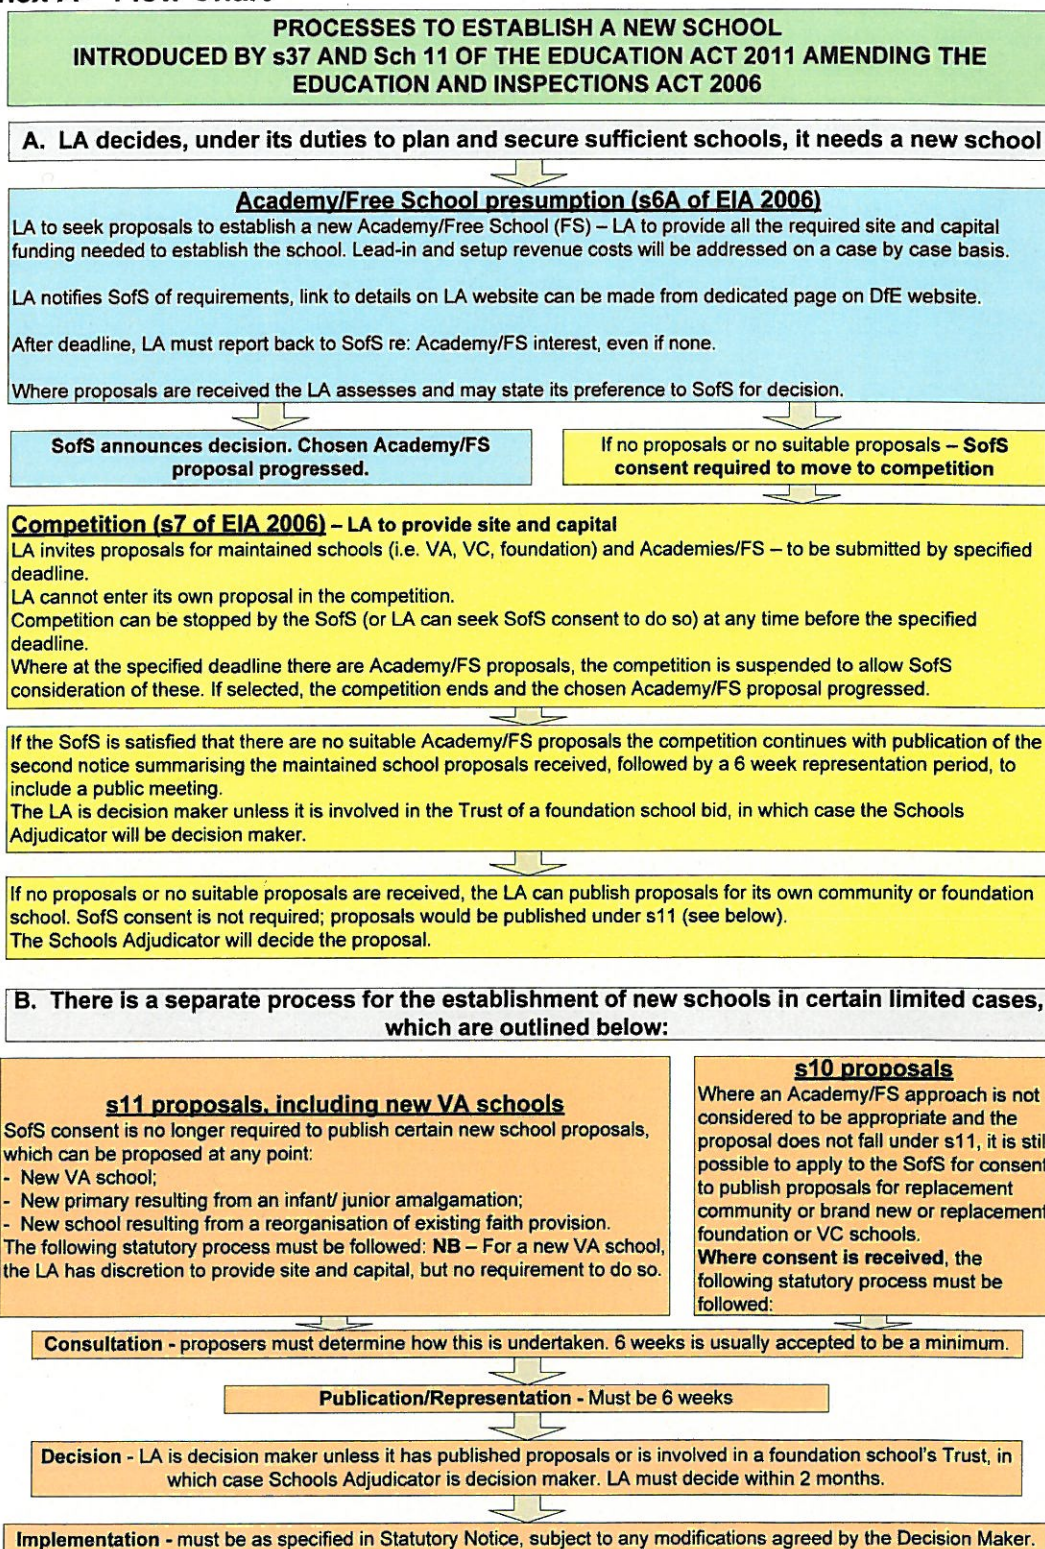 PROCESSES TO ESTABLISH A NEW SCHOOL
INTRODUCED BY s37 AND Sch 11 OF THE EDUCATION ACT 2011 AMENDING THE
EDUCATION AND INSPECTIONS ACT 2006
A. LA decides, under its duties to plan and secure sufficient schools, it needs a new school
Academy/Free School presumption (s6A of EIA 2006)
LA to seek proposals to establish a new Academy/Free School (FS) – LA to provide all the required site and capital
funding needed to establish the school. Lead-in and setup revenue costs will be addressed on a case by case basis.
LA notifies SofS of requirements, link to details on LA website can be made from dedicated page on DfE website.
After deadline, LA must report back to SofS re: Academy/FS interest, even if none.
Where proposals are received the LA assesses and may state its preference to SofS for decision.
SofS announces decision. Chosen Academy/FS
proposal progressed.
If no proposals or no suitable proposals – SofS
consent required to move to competition
Competition (s7 of EIA 2006) – LA to provide site and capital
LA invites proposals for maintained schools (i.e. VA, VC, foundation) and Academies/FS – to be submitted by specified
deadline.
LA cannot enter its own proposal in the competition.
Competition can be stopped by the SofS (or LA can seek SofS consent to do so) at any time before the specified
deadline.
Where at the specified deadline there are Academy/FS proposals, the competition is suspended to allow SofS
consideration of these. If selected, the competition ends and the chosen Academy/FS proposal progressed.
If the SofS is satisfied that there are no suitable Academy/FS proposals the competition continues with publication of the
second notice summarising the maintained school proposals received, followed by a 6 week representation period, to
include a public meeting.
The LA is decision maker unless it is involved in the Trust of a foundation school bid, in which case the Schools
Adjudicator will be decision maker.
If no proposals or no suitable proposals are received, the LA can publish proposals for its own community or foundation
school. SofS consent is not required; proposals would be published under s11 (see below).
The Schools Adjudicator will decide the proposal.
B. There is a separate process for the establishment of new schools in certain limited cases,
which are outlined below:
s11 proposals, including new VA schools
SofS consent is no longer required to publish certain new school proposals,
which can be proposed at any point:
- New VA school;
- New primary resulting from an infant/ junior amalgamation;
- New school resulting from a reorganisation of existing faith provision.
The following statutory process must be followed: NB – For a new VA school,
the LA has discretion to provide site and capital, but no requirement to do so.
s10 proposals
Where an Academy/FS approach is not
considered to be appropriate and the
proposal does not fall under s11, it is still
possible to apply to the SofS for consent
to publish proposals for replacement
community or brand new or replacement
foundation or VC schools.
Where consent is received, the
following statutory process must be
followed:
Consultation - proposers must determine how this is undertaken. 6 weeks is usually accepted to be a minimum.
Publication/Representation - Must be 6 weeks
Decision - LA is decision maker unless it has published proposals or is involved in a foundation school's Trust, in
which case Schools Adjudicator is decision maker. LA must decide within 2 months.
Implementation - must be as specified in Statutory Notice, subject to any modifications agreed by the Decision Maker.